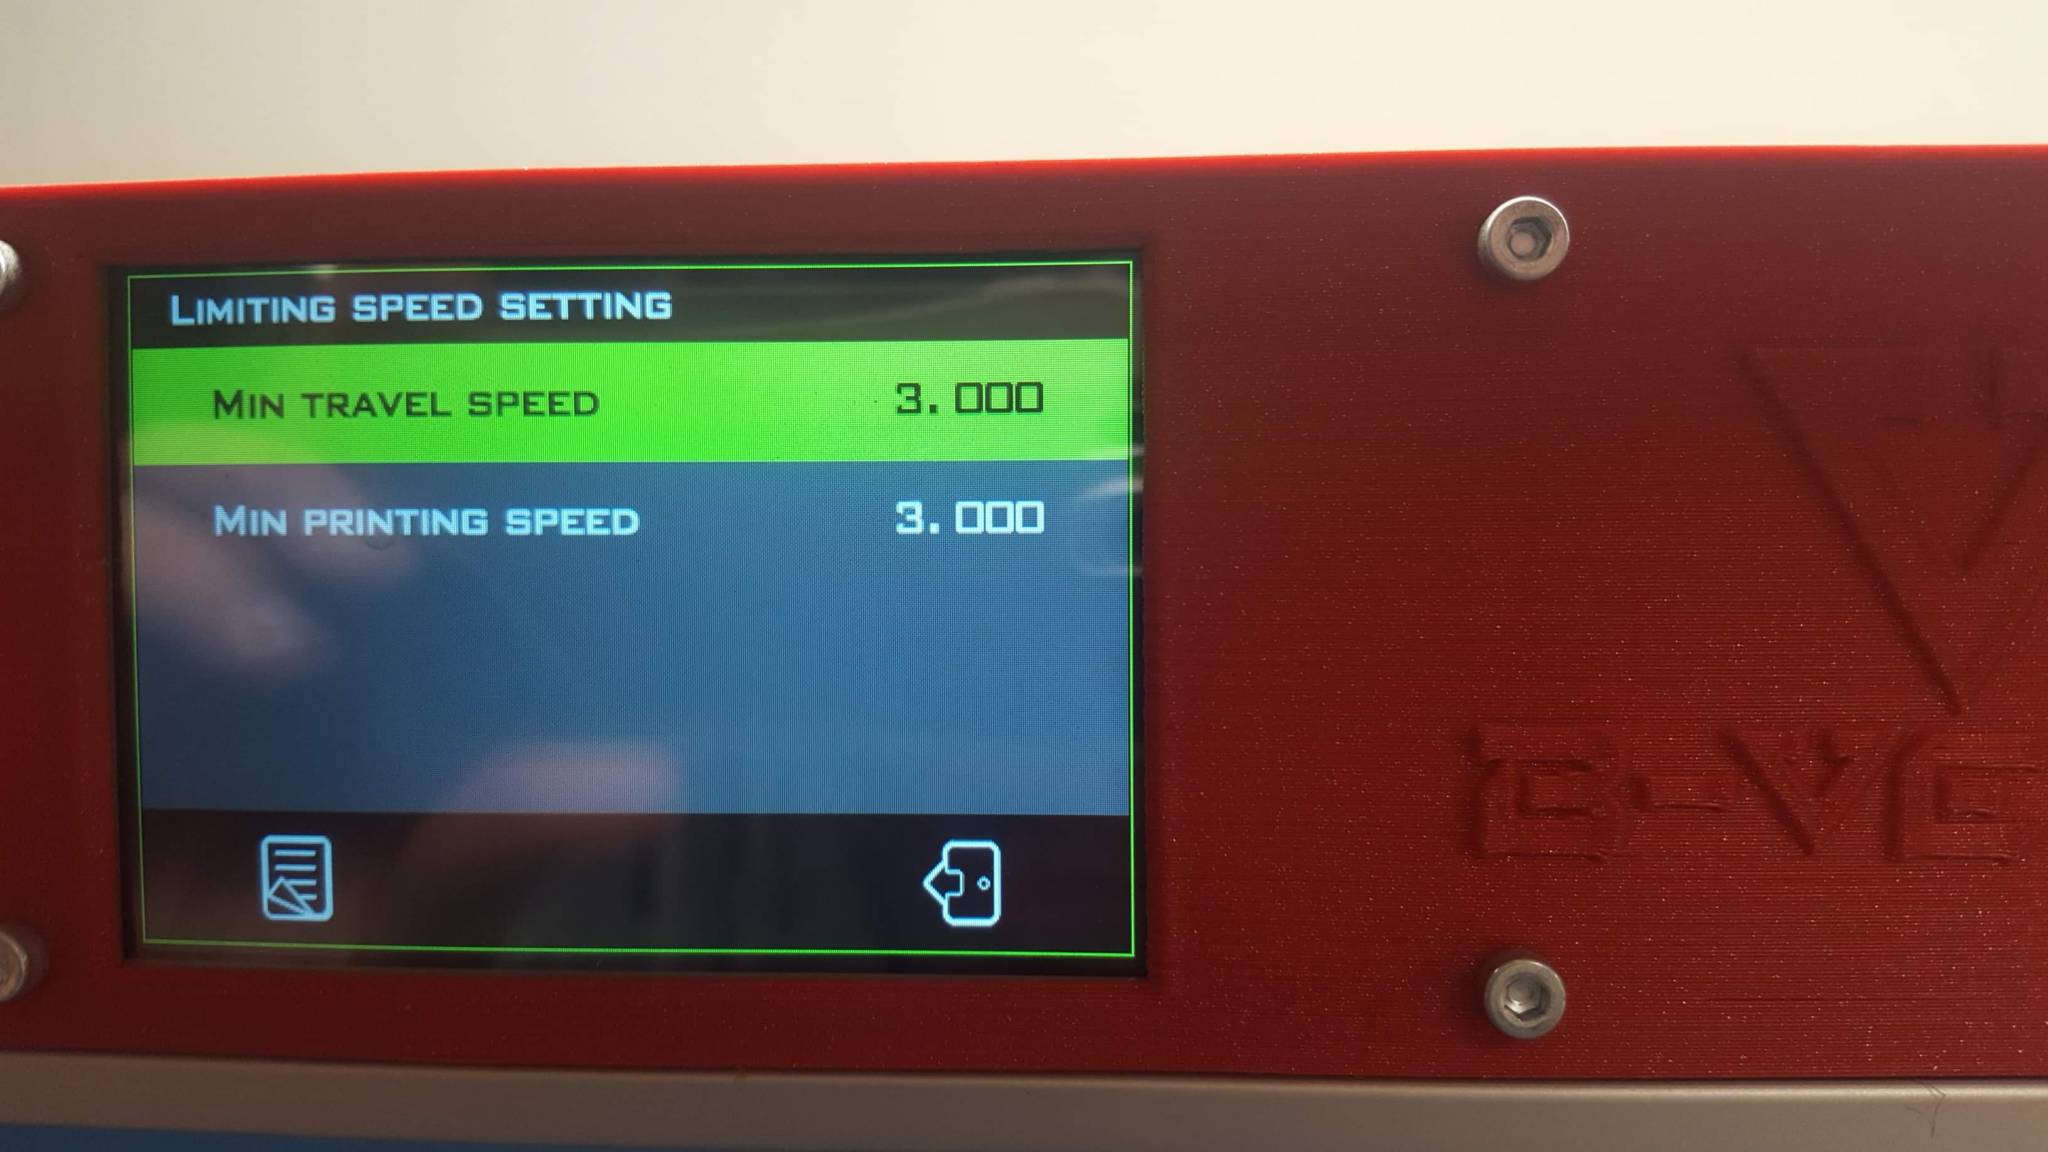 LIMITING SPEED SETTING
MIN TRAVEL SPEED 3.000
MIN PRINTING SPEED 3.000